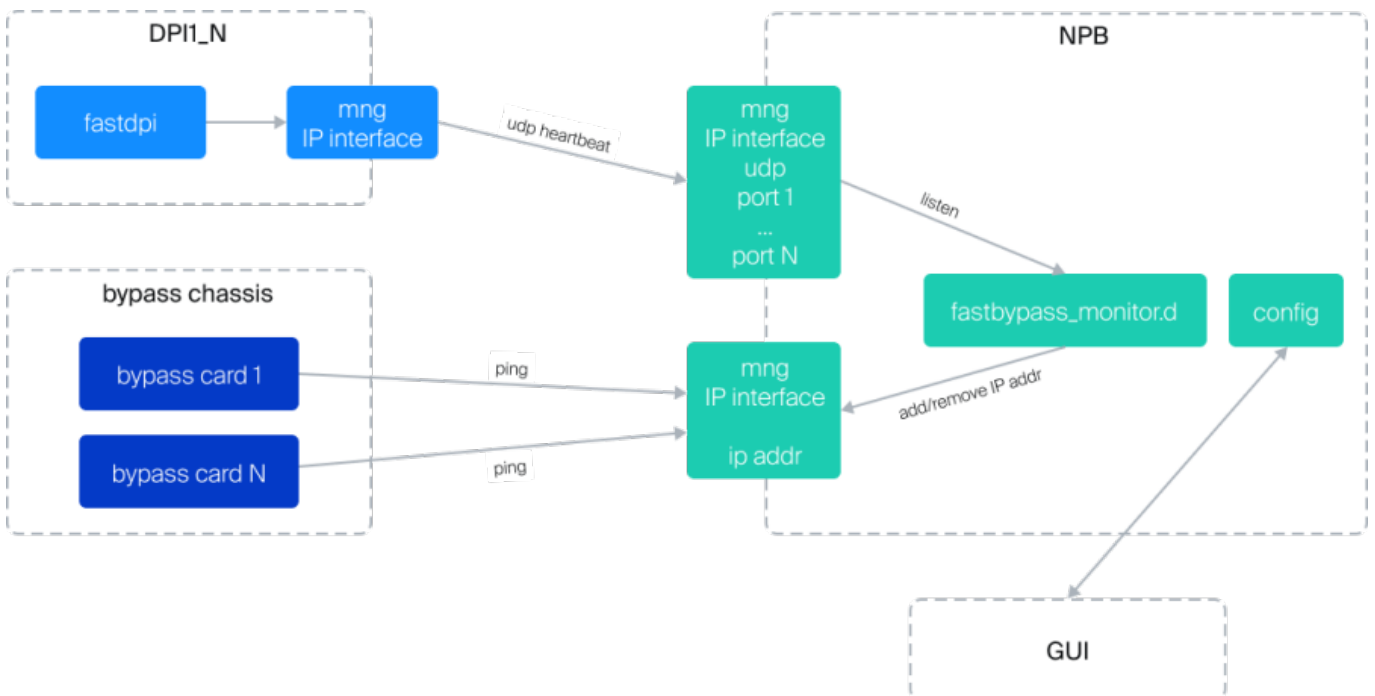 DPI1_N
fastdpi
mng
IP interface
udp heartbeat
NPB
mng
IP interface
udp
port 1
...
port N
listen
fastbypass_monitor.d
config
bypass chassis
bypass card 1
bypass card N
ping
ping
mng
IP interface
ip addr
add/remove IP addr
GUI